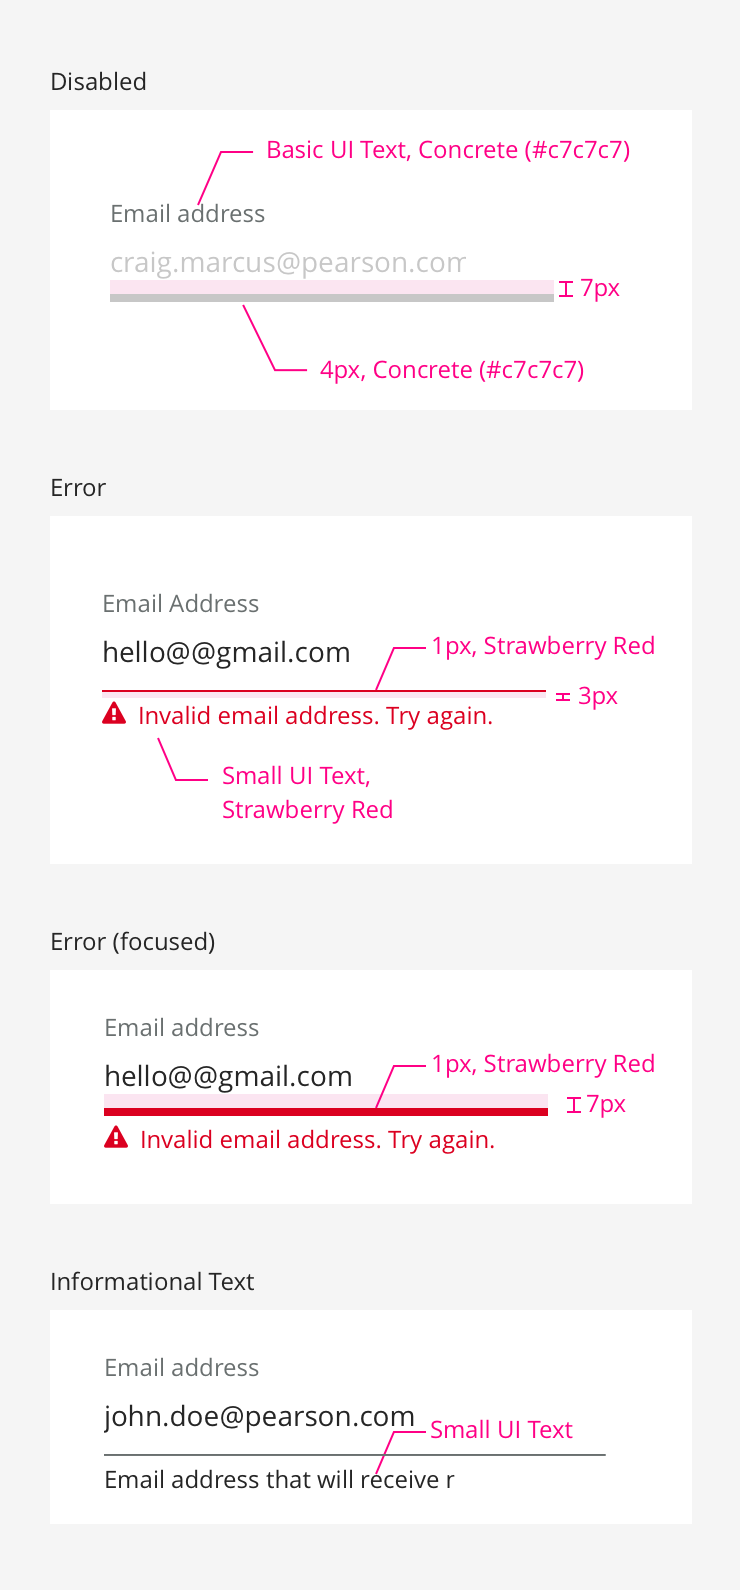 Disabled
Basic UI Text, Concrete (#c7c7c7)
Email address
craig.marcus@pearson.com
7px
4px, Concrete (#c7c7c7)
Error
Email Address
hello@@gmail.com
1px, Strawberry Red
3px
Invalid email address. Try again.
Small UI Text,
Strawberry Red
Error (focused)
Email address
hello@@gmail.com
1px, Strawberry Red
7px
Invalid email address. Try again.
Informational Text
Email address
john.doe@pearson.com
Small UI Text
Email address that will receive r